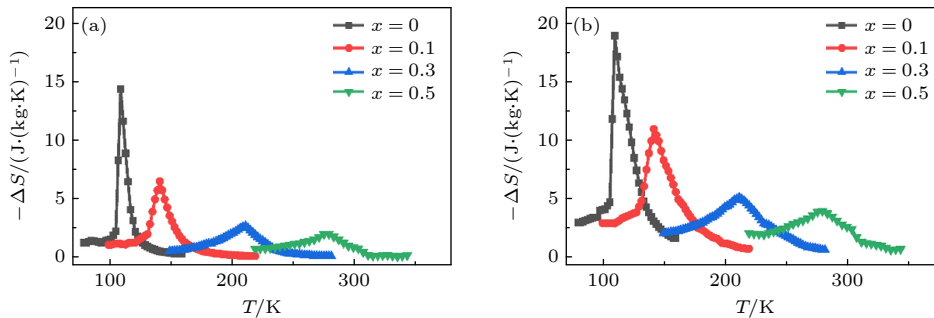 (a)
x = 0
x = 0.1
x = 0.3
x = 0.5
20
15
10
5
0
−ΔS/(J·(kg·K)⁻¹)
100 200 300
T/K
(b)
x = 0
x = 0.1
x = 0.3
x = 0.5
20
15
10
5
0
−ΔS/(J·(kg·K)⁻¹)
100 200 300
T/K